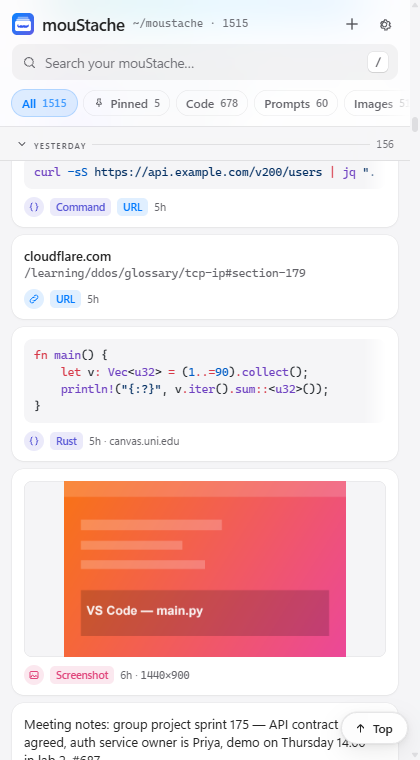 mouStache ~/moustache · 1515
Search your mouStache… /
All 1515 Pinned 5 Code 678 Prompts 60 Images
YESTERDAY 156
curl -sS https://api.example.com/v200/users | jq ".
{} Command URL 5h
cloudflare.com
/learning/ddos/glossary/tcp-ip#section-179
URL 5h
fn main() {
    let v: Vec<u32> = (1..=90).collect();
    println!("{:?}", v.iter().sum::<u32>());
}
{} Rust 5h · canvas.uni.edu
VS Code — main.py
Screenshot 6h · 1440×900
Meeting notes: group project sprint 175 — API contract
agreed, auth service owner is Priya, demo on Thursday 14:00
in lab 2. #687
Top